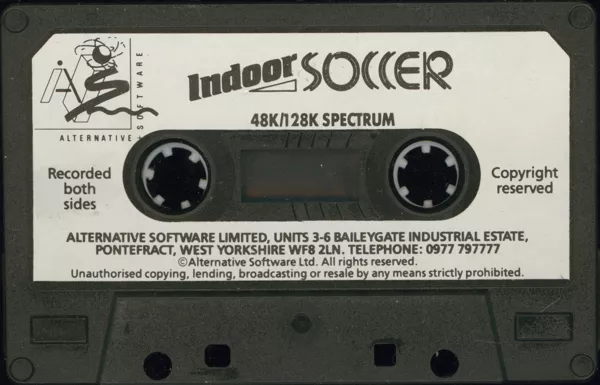 Indoor SOCCER
SOFTWARE
ALTERNATIVE
48K/128K SPECTRUM
Recorded
both
sides
Copyright
reserved
ALTERNATIVE SOFTWARE LIMITED, UNITS 3-6 BAILEYGATE INDUSTRIAL ESTATE,
PONTEFRACT, WEST YORKSHIRE WF8 2LN. TELEPHONE: 0977 797777
©Alternative Software Ltd. All rights reserved.
Unauthorised copying, lending, broadcasting or resale by any means strictly prohibited.